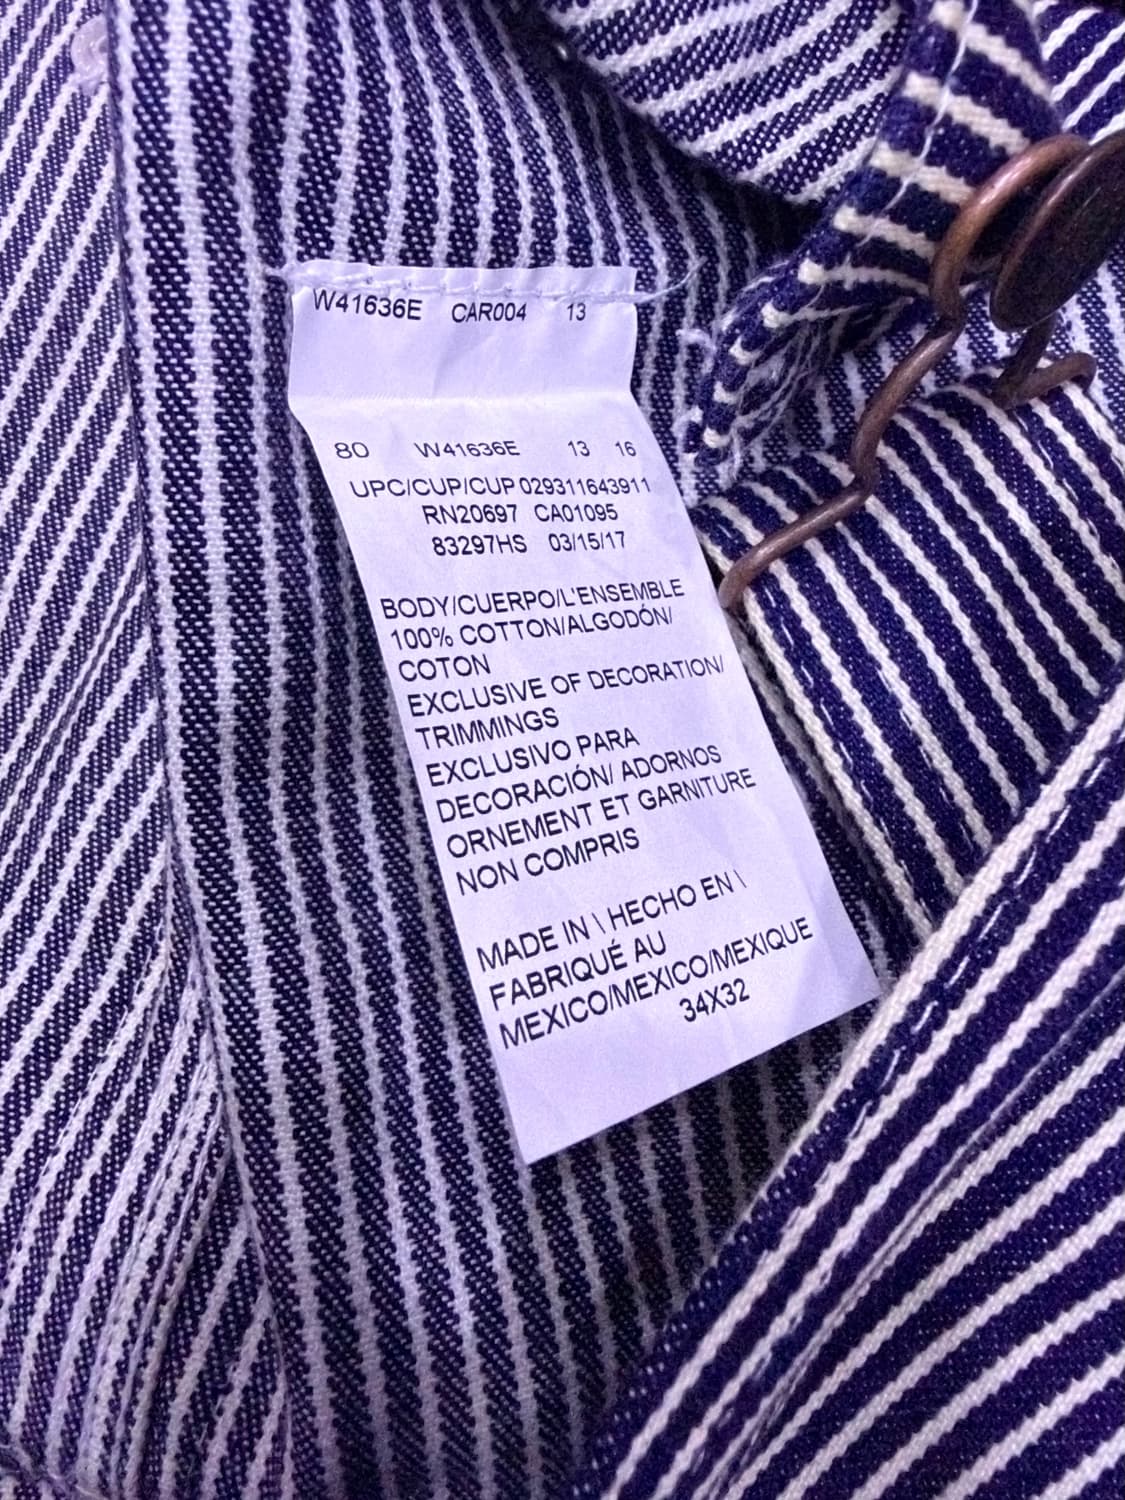 W41636E CAR004 13
80 W41636E 13 16
UPC/CUP/CUP 029311643911
RN20697 CA01095
83297HS 03/15/17
BODY/CUERPO/L'ENSEMBLE
100% COTTON/ALGODÓN/
COTON
EXCLUSIVE OF DECORATION/
TRIMMINGS
EXCLUSIVO PARA
DECORACIÓN/ ADORNOS
ORNEMENT ET GARNITURE
NON COMPRIS
MADE IN \ HECHO EN \
FABRIQUÉ AU
MEXICO/MEXICO/MEXIQUE
34X32